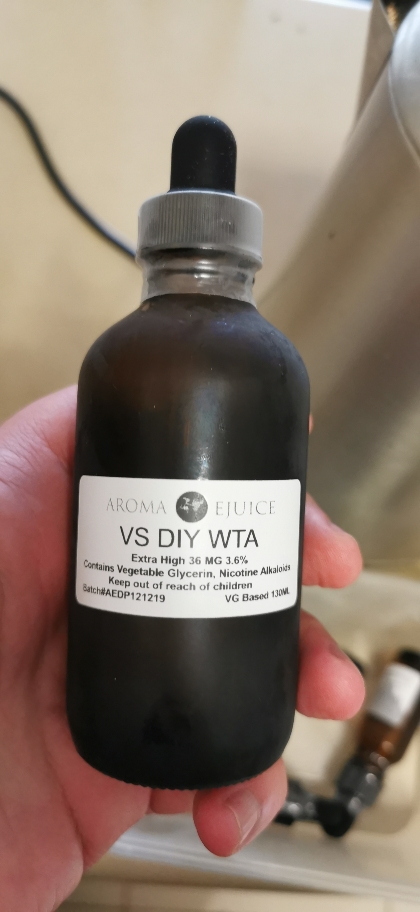 AROMA EJUICE
VS DIY WTA
Extra High 36 MG 3.6%
Contains Vegetable Glycerin, Nicotine Alkaloids
Keep out of reach of children
Batch#AEDP121219 VG Based 130ML